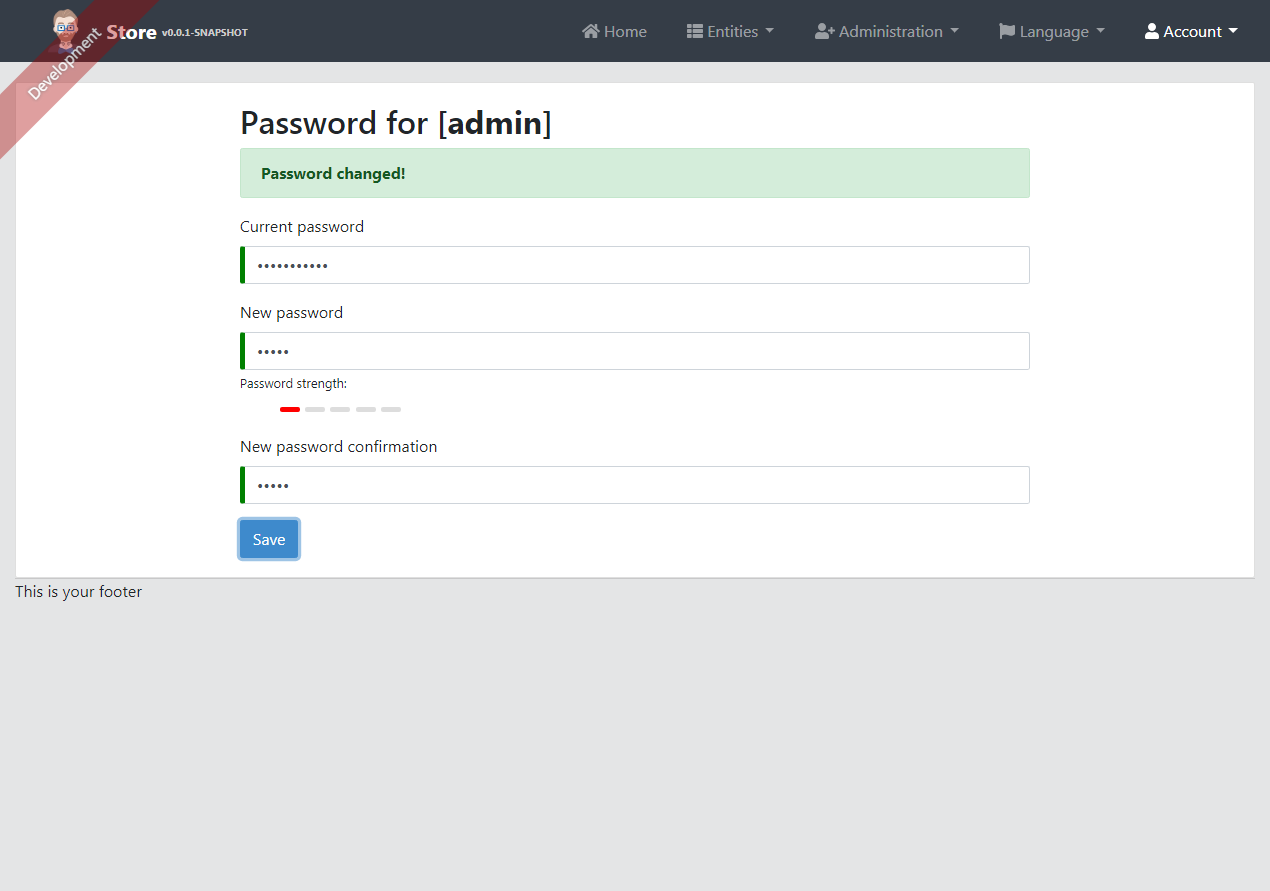 Development
Store v0.0.1-SNAPSHOT Home Entities Administration Language Account
Password for [admin]
Password changed!
Current password
•••••••••••
New password
•••••
Password strength:
New password confirmation
•••••
Save
This is your footer